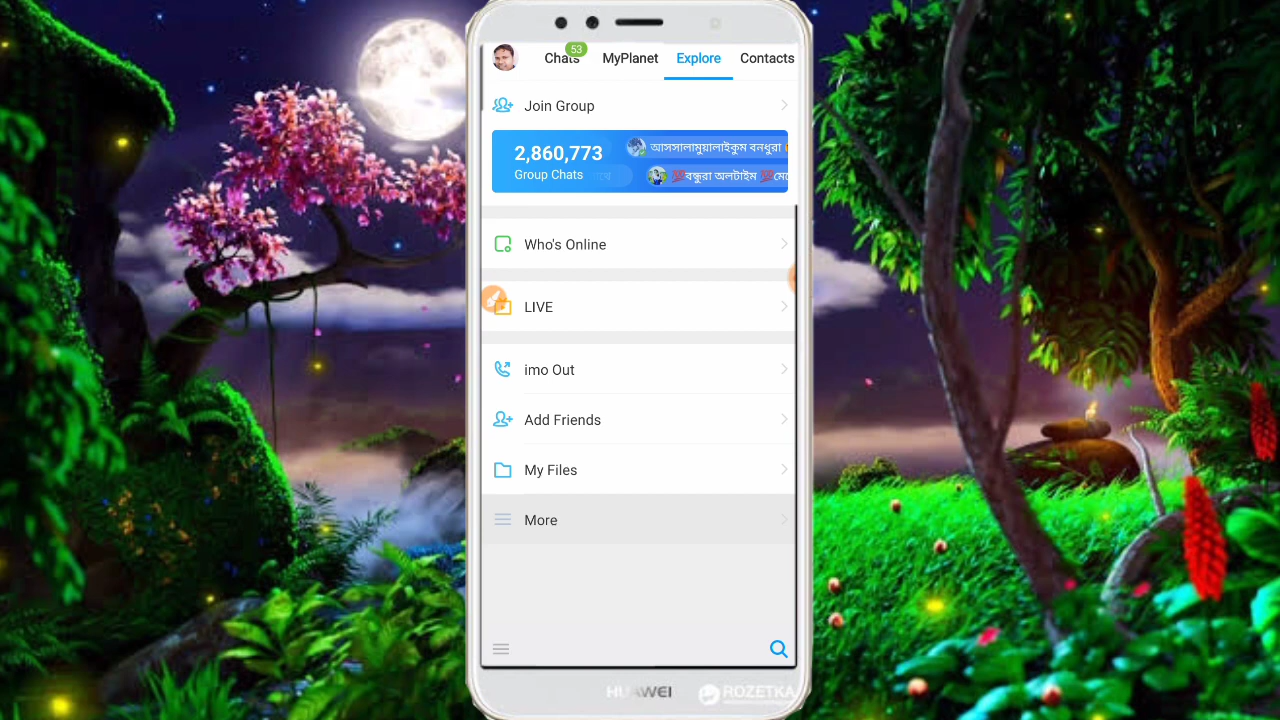 Chats
53
MyPlanet
Explore
Contacts
Join Group
2,860,773
Group Chats
আসসালামুয়ালাইকুম বনধুরা
💯বন্ধুরা অলটাইম 💯মে
Who's Online
LIVE
imo Out
Add Friends
My Files
More
HUAWEI
ROZETKA